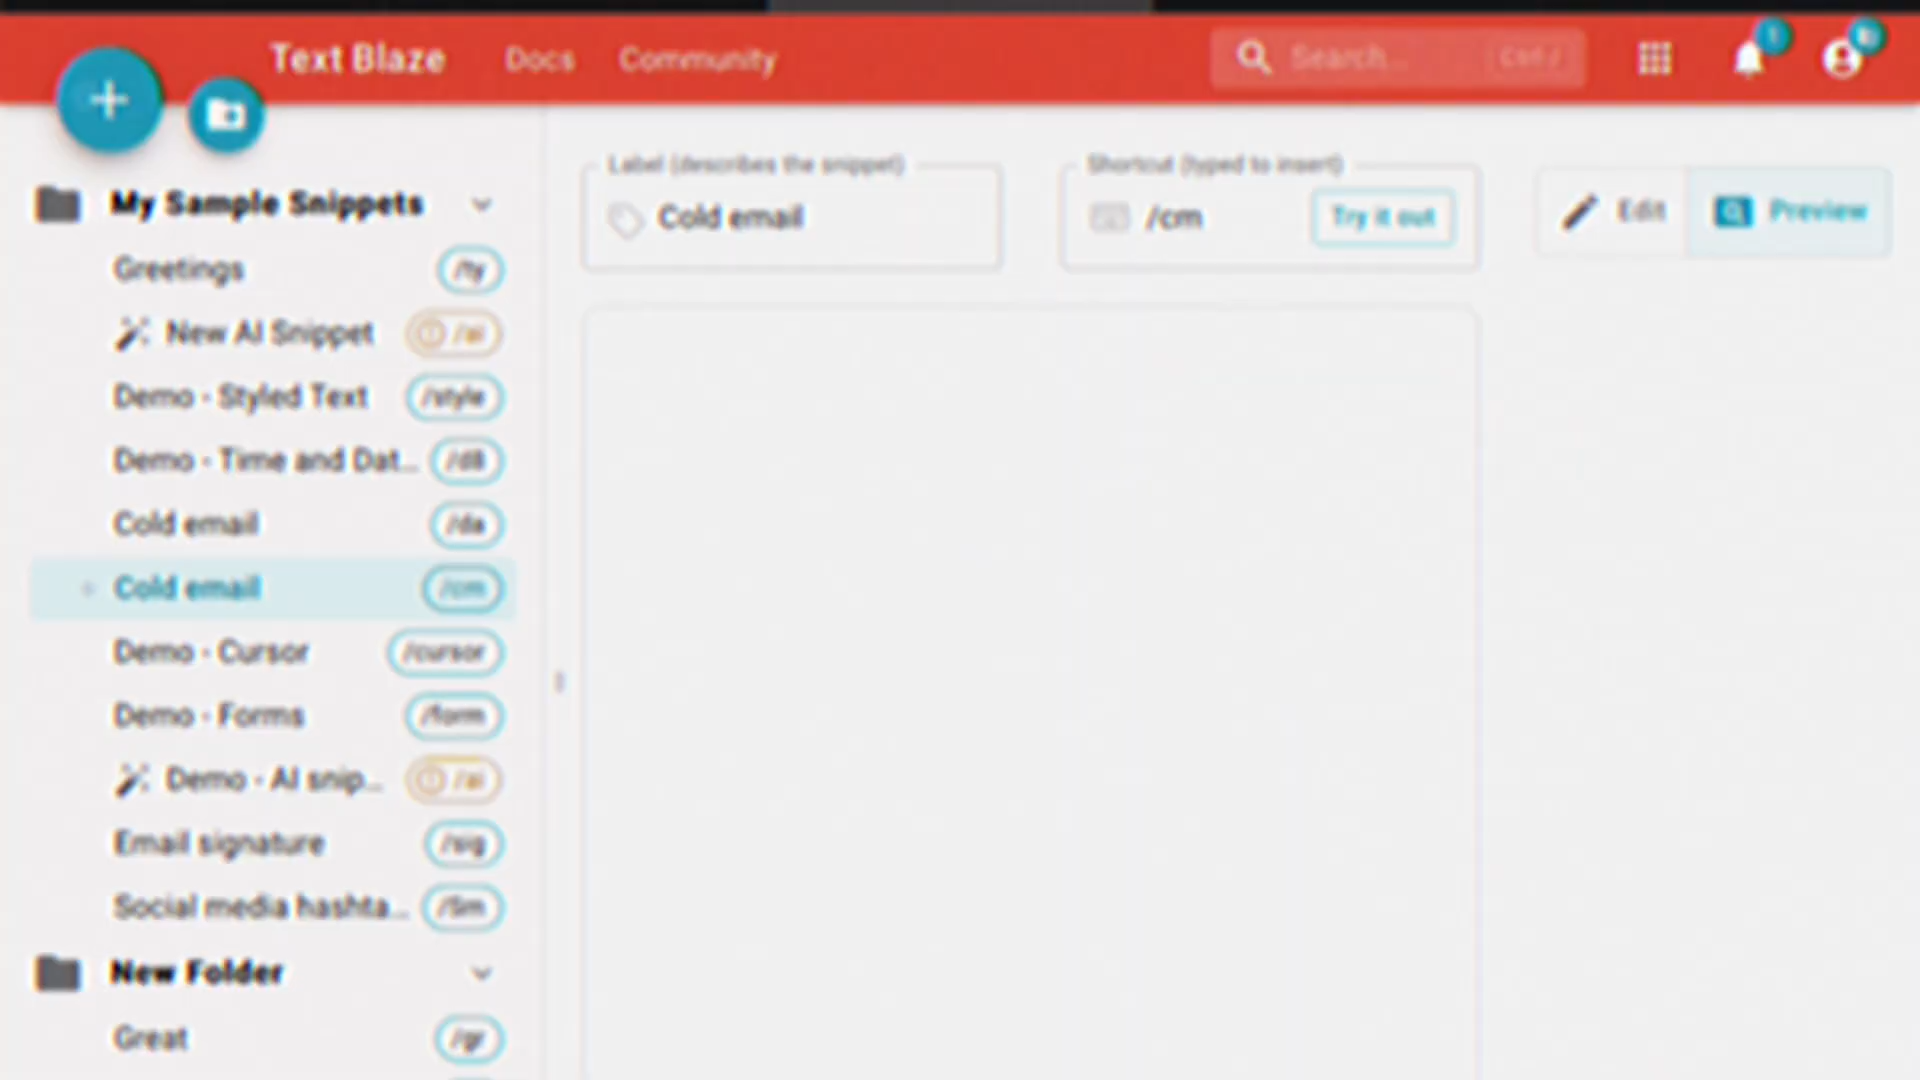 Text Blaze Docs Community Search... Ctrl /
Label (describes the snippet) Shortcut (typed to insert)
Cold email /cm Try it out Edit Preview
My Sample Snippets
Greetings /ty
New AI Snippet /ai
Demo - Styled Text /style
Demo - Time and Dat... /d8
Cold email /da
Cold email /cm
Demo - Cursor /cursor
Demo - Forms /form
Demo - AI snip... /ai
Email signature /sig
Social media hashta... /Sm
New Folder
Great /gr